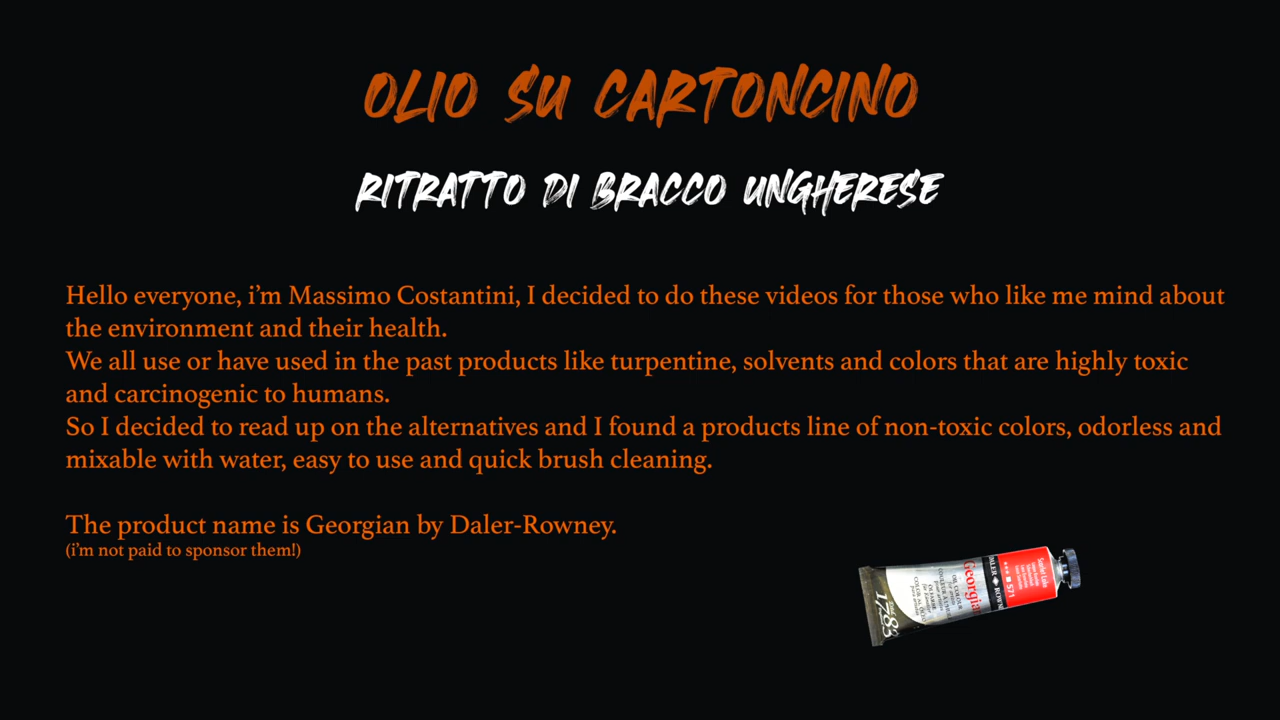 OLIO SU CARTONCINO
RITRATTO DI BRACCO UNGHERESE
Hello everyone, i’m Massimo Costantini, I decided to do these videos for those who like me mind about
the environment and their health.
We all use or have used in the past products like turpentine, solvents and colors that are highly toxic
and carcinogenic to humans.
So I decided to read up on the alternatives and I found a products line of non-toxic colors, odorless and
mixable with water, easy to use and quick brush cleaning.
The product name is Georgian by Daler-Rowney.
(i’m not paid to sponsor them!)
Georgian
OIL COLOUR
1783
571